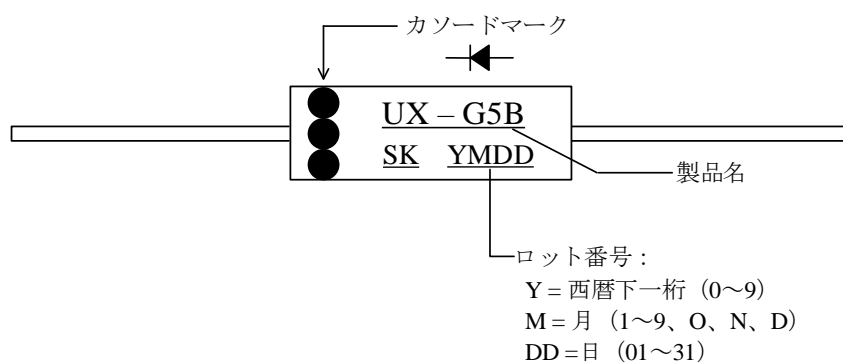 カソードマーク
UX – G5B
SK YMDD
製品名
ロット番号：
Y = 西暦下一桁（0～9）
M = 月（1～9、O、N、D）
DD =日（01～31）